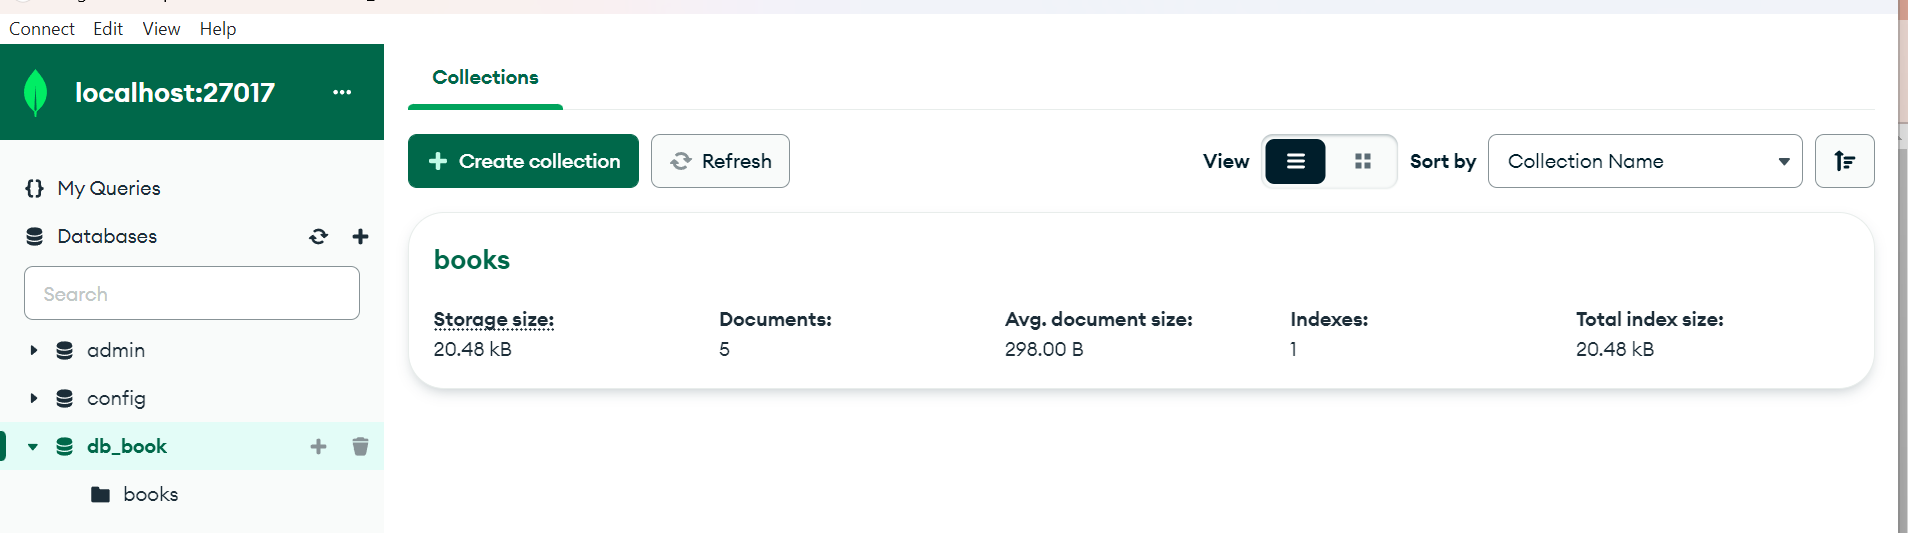 Connect Edit View Help
localhost:27017 ...
Collections
Create collection Refresh View Sort by Collection Name
{} My Queries
Databases
Search
books
Storage size: Documents: Avg. document size: Indexes: Total index size:
20.48 kB 5 298.00 B 1 20.48 kB
admin
config
db_book
books